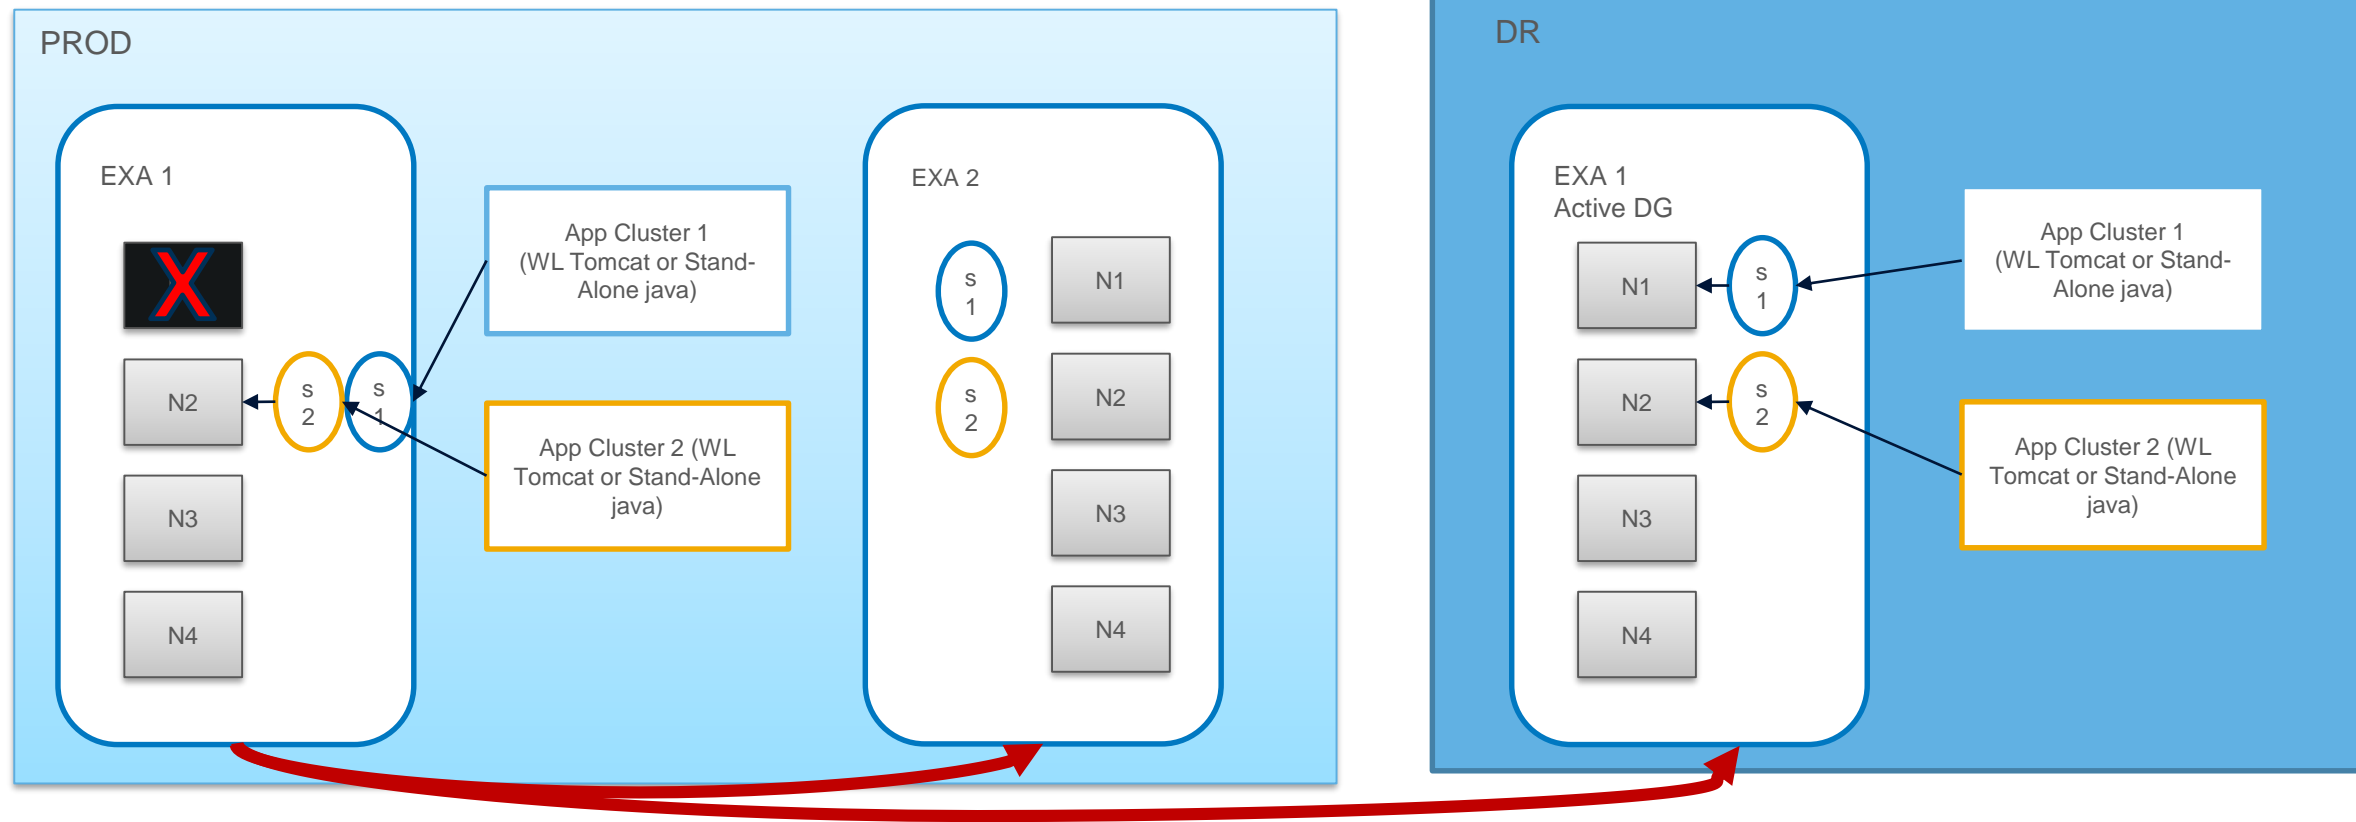 PROD
EXA 1
X
N2
N3
N4
s
2
s
1
App Cluster 1
(WL Tomcat or Stand-
Alone java)
App Cluster 2 (WL
Tomcat or Stand-Alone
java)
EXA 2
s
1
s
2
N1
N2
N3
N4
DR
EXA 1
Active DG
N1
N2
N3
N4
s
1
s
2
App Cluster 1
(WL Tomcat or Stand-
Alone java)
App Cluster 2 (WL
Tomcat or Stand-Alone
java)